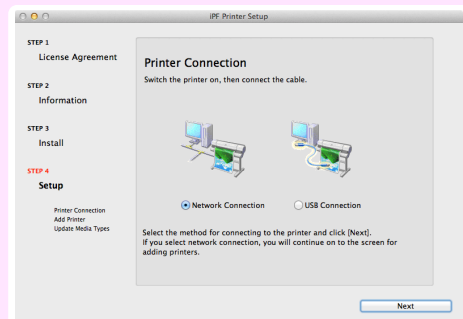 iPF Printer Setup
STEP 1
License Agreement
STEP 2
Information
STEP 3
Install
STEP 4
Setup
Printer Connection
Add Printer
Update Media Types
Printer Connection
Switch the printer on, then connect the cable.
Network Connection
USB Connection
Select the method for connecting to the printer and click [Next].
If you select network connection, you will continue on to the screen for
adding printers.
Next